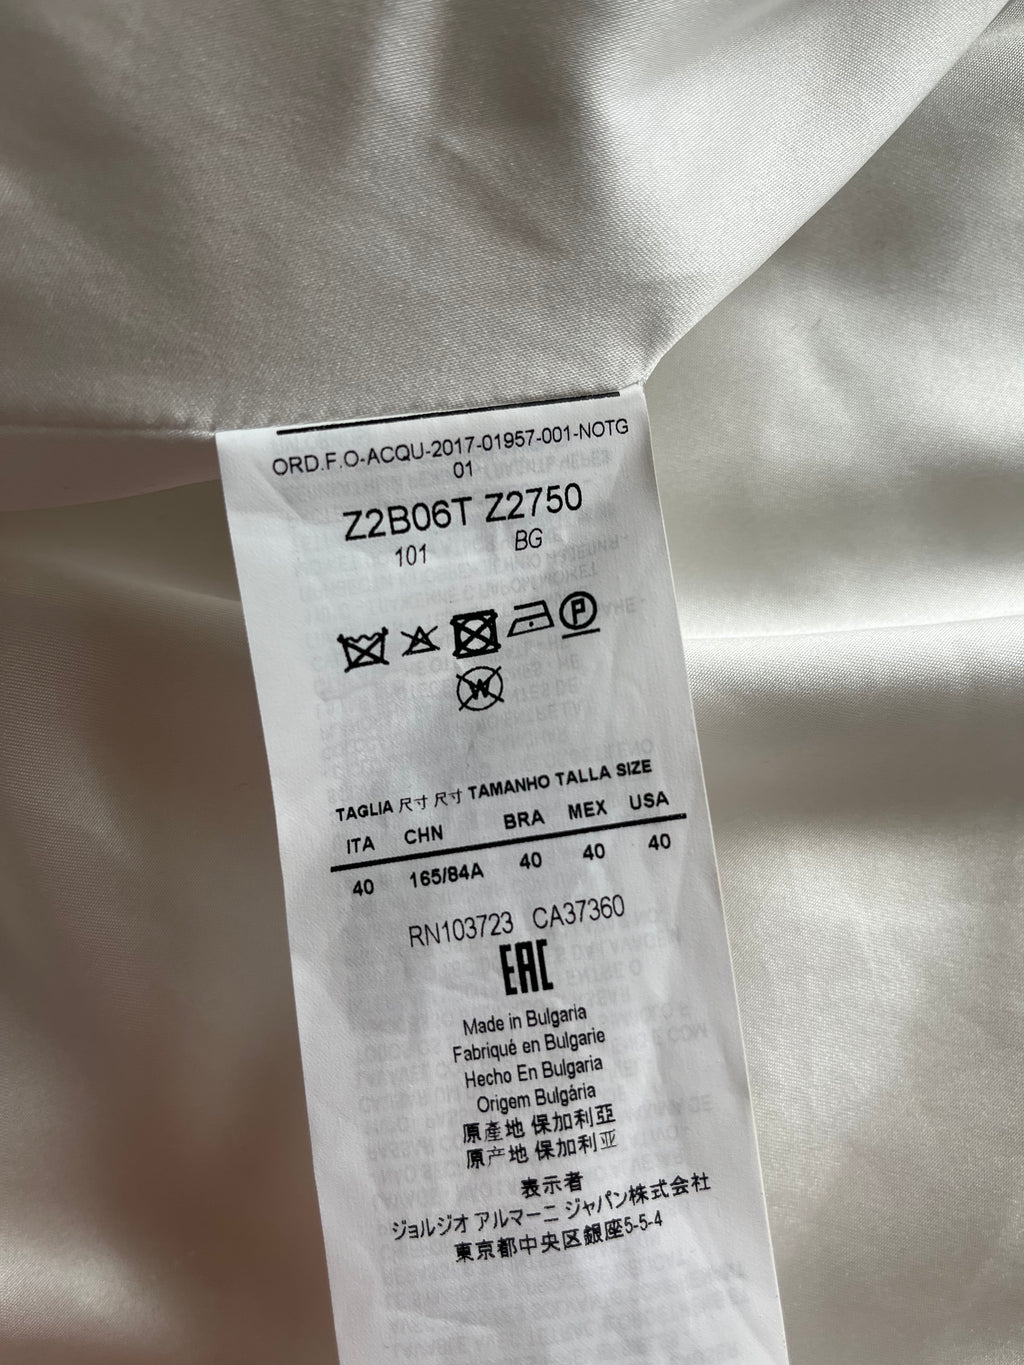 ORD.F.O-ACQU-2017-01957-001-NOTG
01
Z2B06T Z2750
101 BG
P
W
TAGLIA 尺寸 尺寸 TAMANHO TALLA SIZE
ITA CHN BRA MEX USA
40 165/84A 40 40 40
RN103723 CA37360
EAC
Made in Bulgaria
Fabriqué en Bulgarie
Hecho En Bulgaria
Origem Bulgária
原產地 保加利亞
原产地 保加利亚
表示者
ジョルジオ アルマーニ ジャパン株式会社
東京都中央区銀座5-5-4